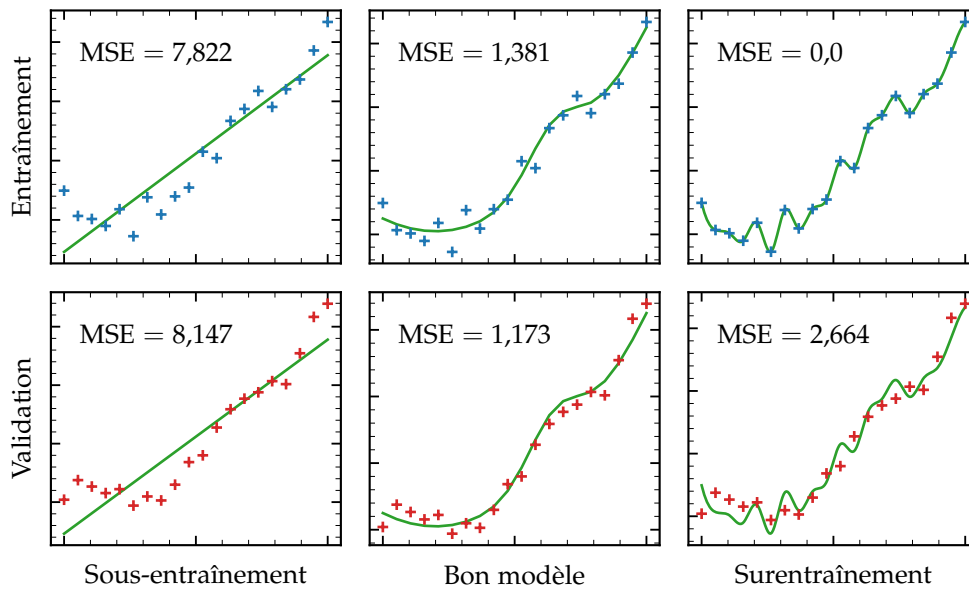 Entraînement
MSE = 7,822
MSE = 1,381
MSE = 0,0
Validation
MSE = 8,147
MSE = 1,173
MSE = 2,664
Sous-entraînement
Bon modèle
Surentraînement